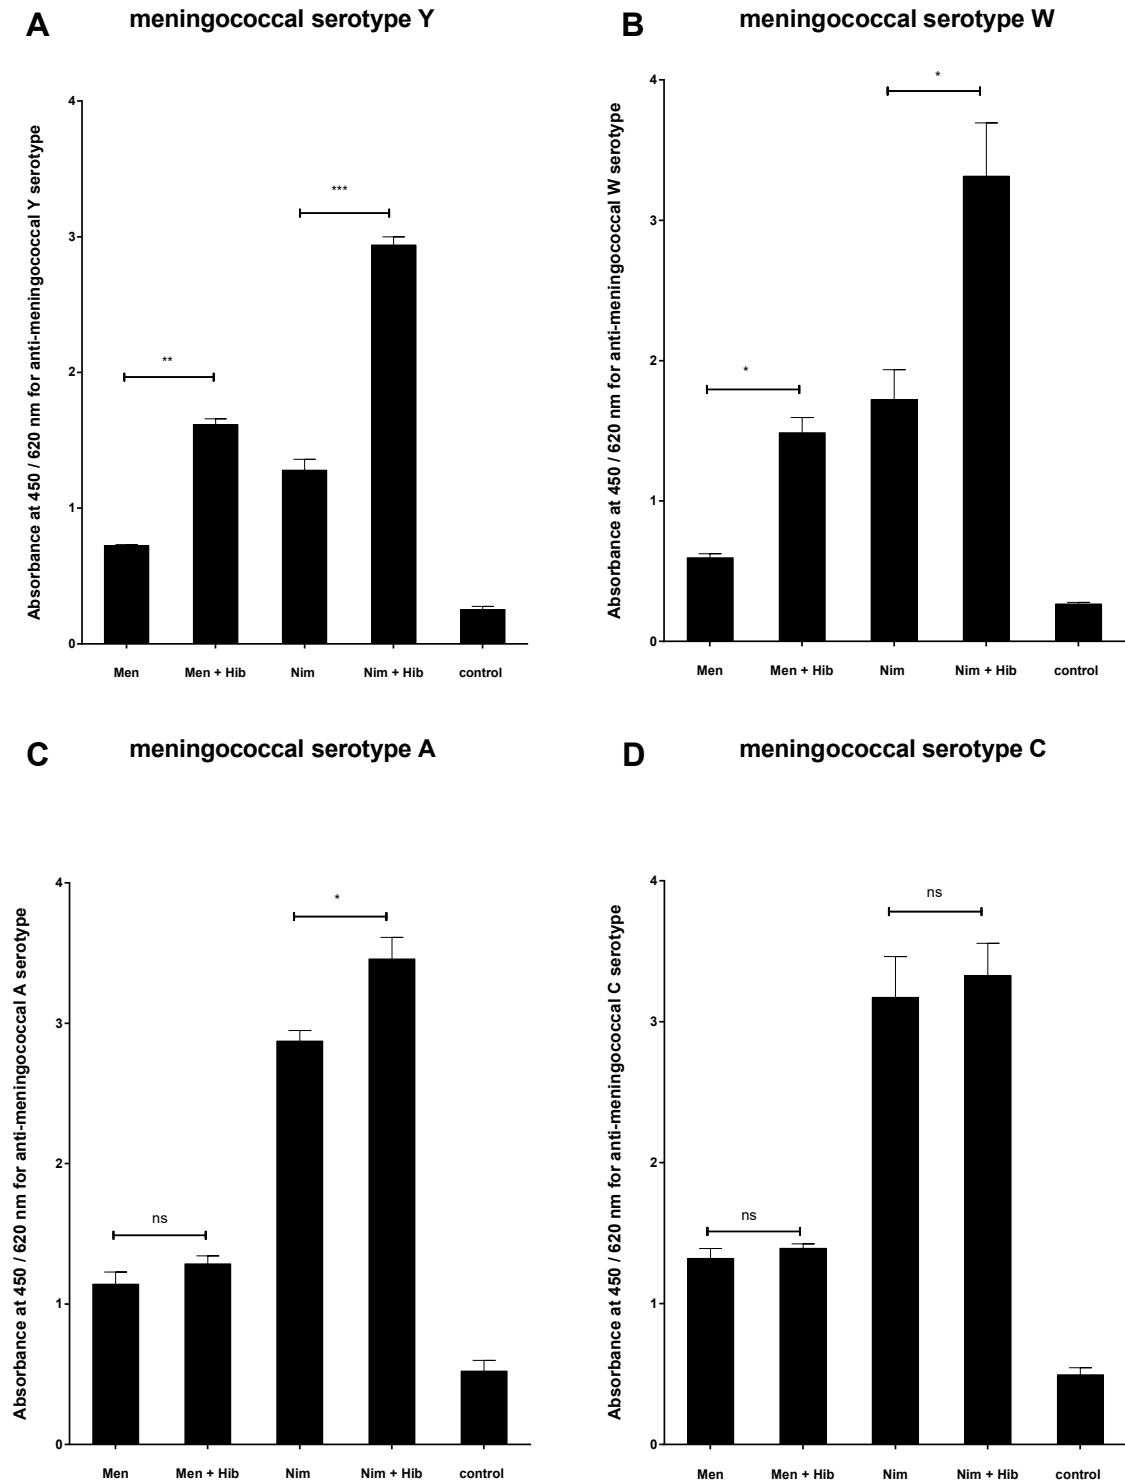 A
meningococcal serotype Y
Absorbance at 450 / 620 nm for anti-meningococcal Y serotype
4
3
2
1
0
**
***
Men
Men + Hib
Nim
Nim + Hib
control
B
meningococcal serotype W
Absorbance at 450 / 620 nm for anti-meningococcal W serotype
4
3
2
1
0
*
*
Men
Men + Hib
Nim
Nim + Hib
control
C
meningococcal serotype A
Absorbance at 450 / 620 nm for anti-meningococcal A serotype
4
3
2
1
0
ns
*
Men
Men + Hib
Nim
Nim + Hib
control
D
meningococcal serotype C
Absorbance at 450 / 620 nm for anti-meningococcal C serotype
4
3
2
1
0
ns
ns
Men
Men + Hib
Nim
Nim + Hib
control